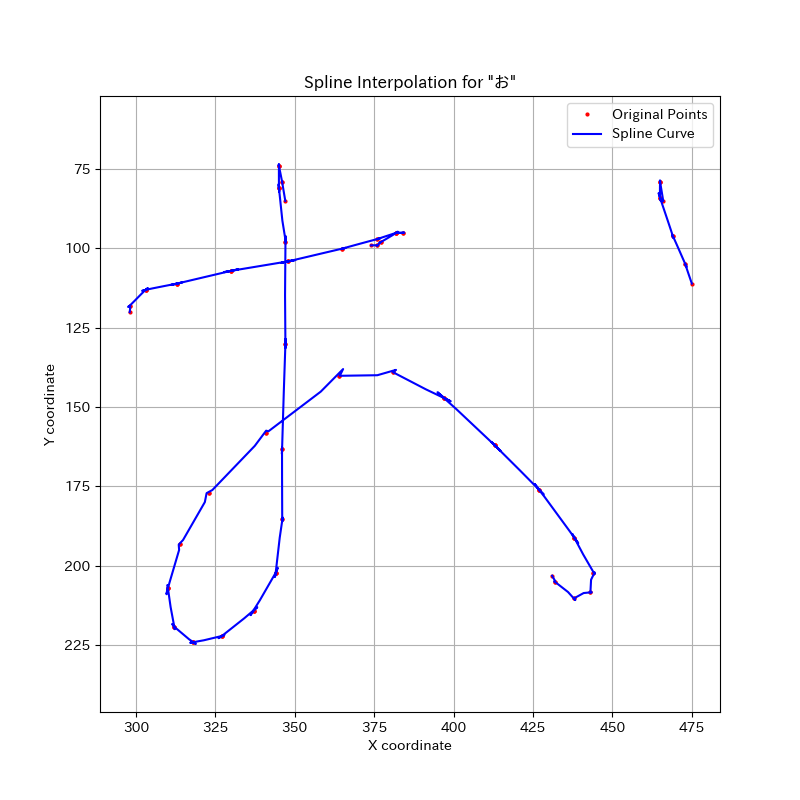 Spline Interpolation for "お"
Original Points
Spline Curve
75
100
125
150
175
200
225
Y coordinate
300 325 350 375 400 425 450 475
X coordinate
お